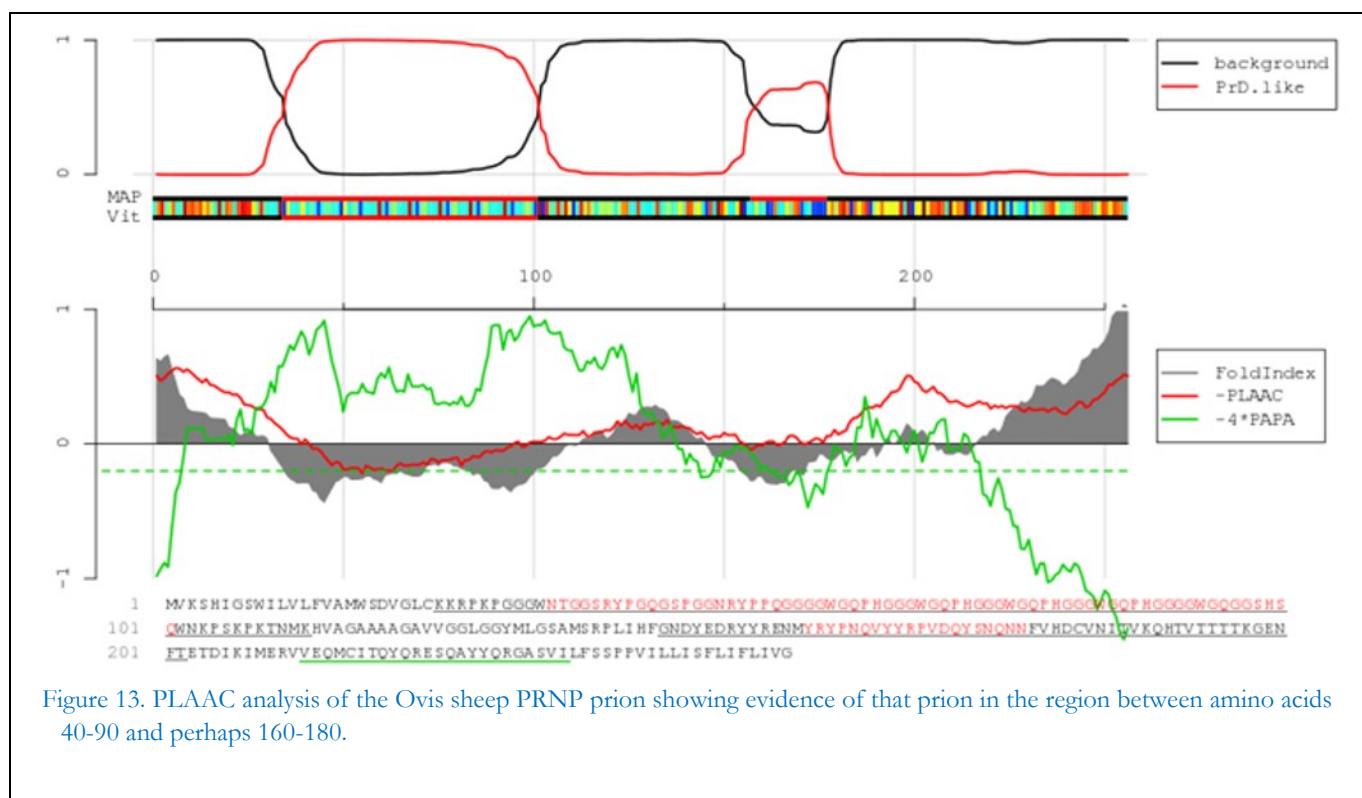 1
background
PrD.like
0
MAP
Vit
0 100 200
1
FoldIndex
-PLAAC
-4*PAPA
0
-1
1 MVKSHIGSWILVLFVAMWSDVGLCKKRPKPGGGWNTGGSRYPGQGSPGGNRYPPQGGGGWGQPHGGGWGQPHGGGWGQPHGGGWGQPHGGGGWGQGGSHS
101 QWNKPSKPKTNMKHVAGAAAAGAVVGGLGGYMLGSAMSRPLIHFGNDYEDRYYRENMYRYPNQVYYRPVDQYSNQNNFVHDCVNITVKQHTVTTTTKGEN
201 FTETDIKIMERVVEQMCITQYQRESQAYYQRGASVILFSSPPVILLISFLIFLIVG
Figure 13. PLAAC analysis of the Ovis sheep PRNP prion showing evidence of that prion in the region between amino acids
40-90 and perhaps 160-180.